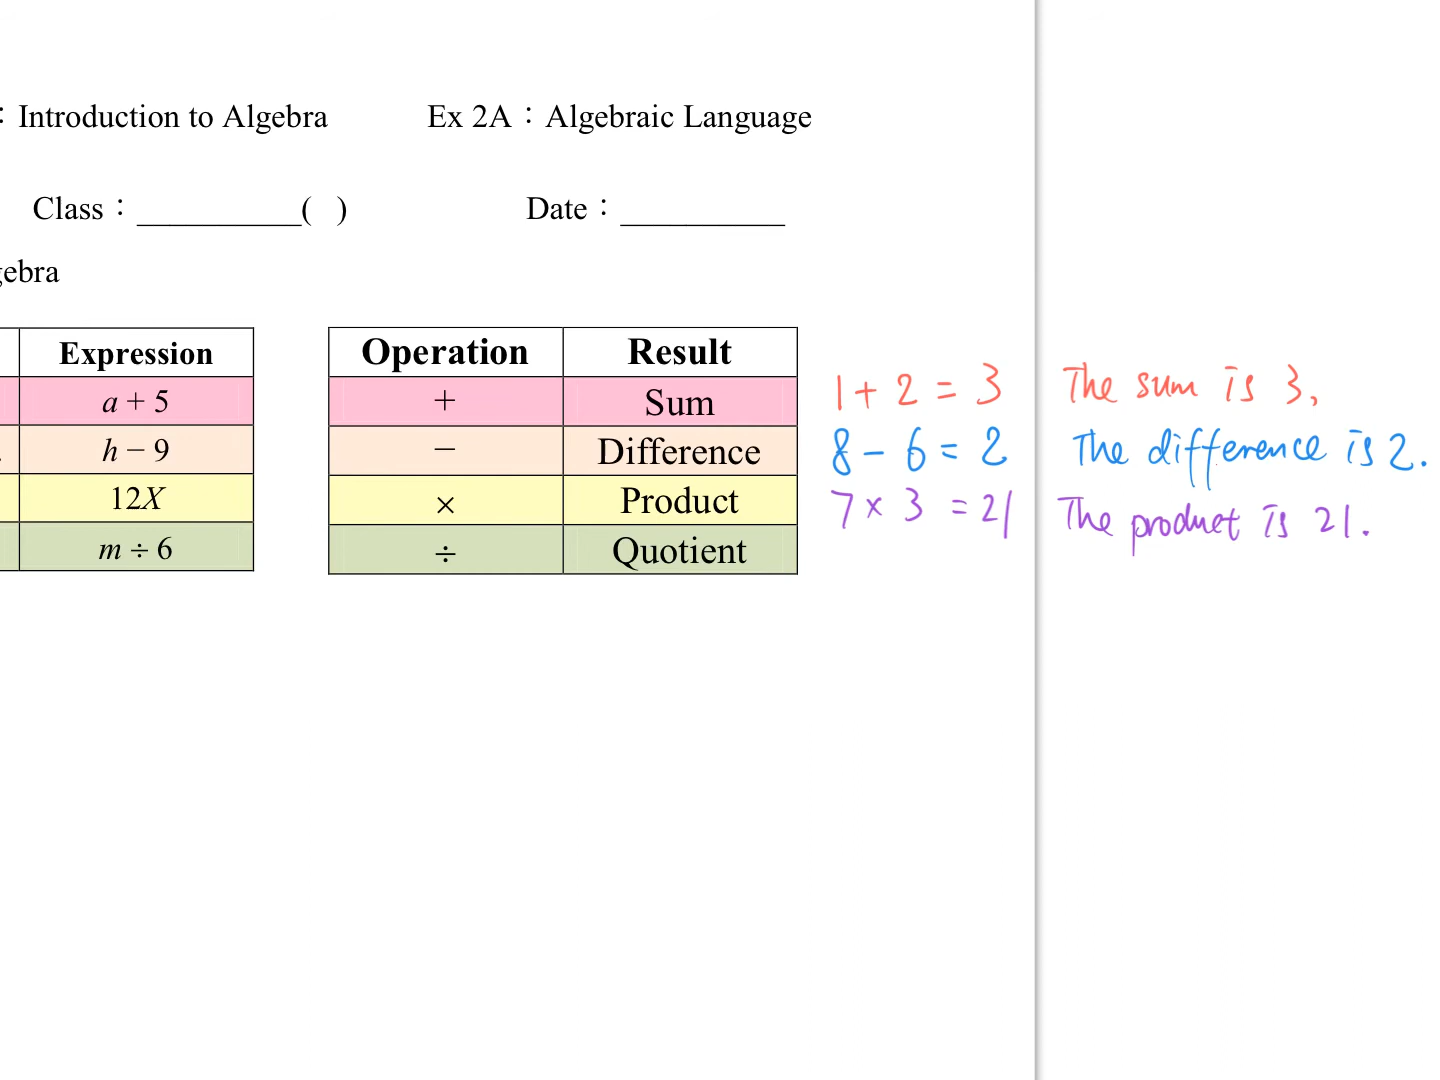 : Introduction to Algebra Ex 2A : Algebraic Language
Class : __________( ) Date : __________
gebra
Expression
a + 5
h − 9
12X
m ÷ 6
Operation Result
+ Sum
− Difference
× Product
÷ Quotient
1 + 2 = 3 The sum is 3,
8 − 6 = 2 The difference is 2.
7 × 3 = 21 The product is 21.